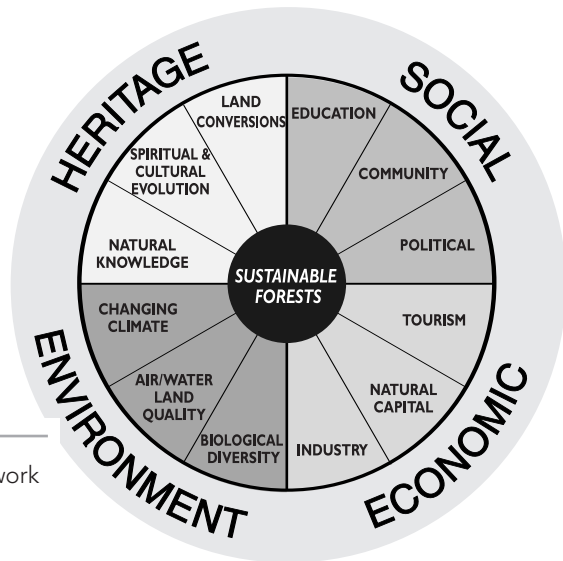 HERITAGE
SOCIAL
LAND
CONVERSIONS
EDUCATION
SPIRITUAL &
CULTURAL
EVOLUTION
COMMUNITY
NATURAL
KNOWLEDGE
POLITICAL
SUSTAINABLE
FORESTS
CHANGING
CLIMATE
TOURISM
AIR/WATER
LAND
QUALITY
NATURAL
CAPITAL
BIOLOGICAL
DIVERSITY
INDUSTRY
ENVIRONMENT
ECONOMIC